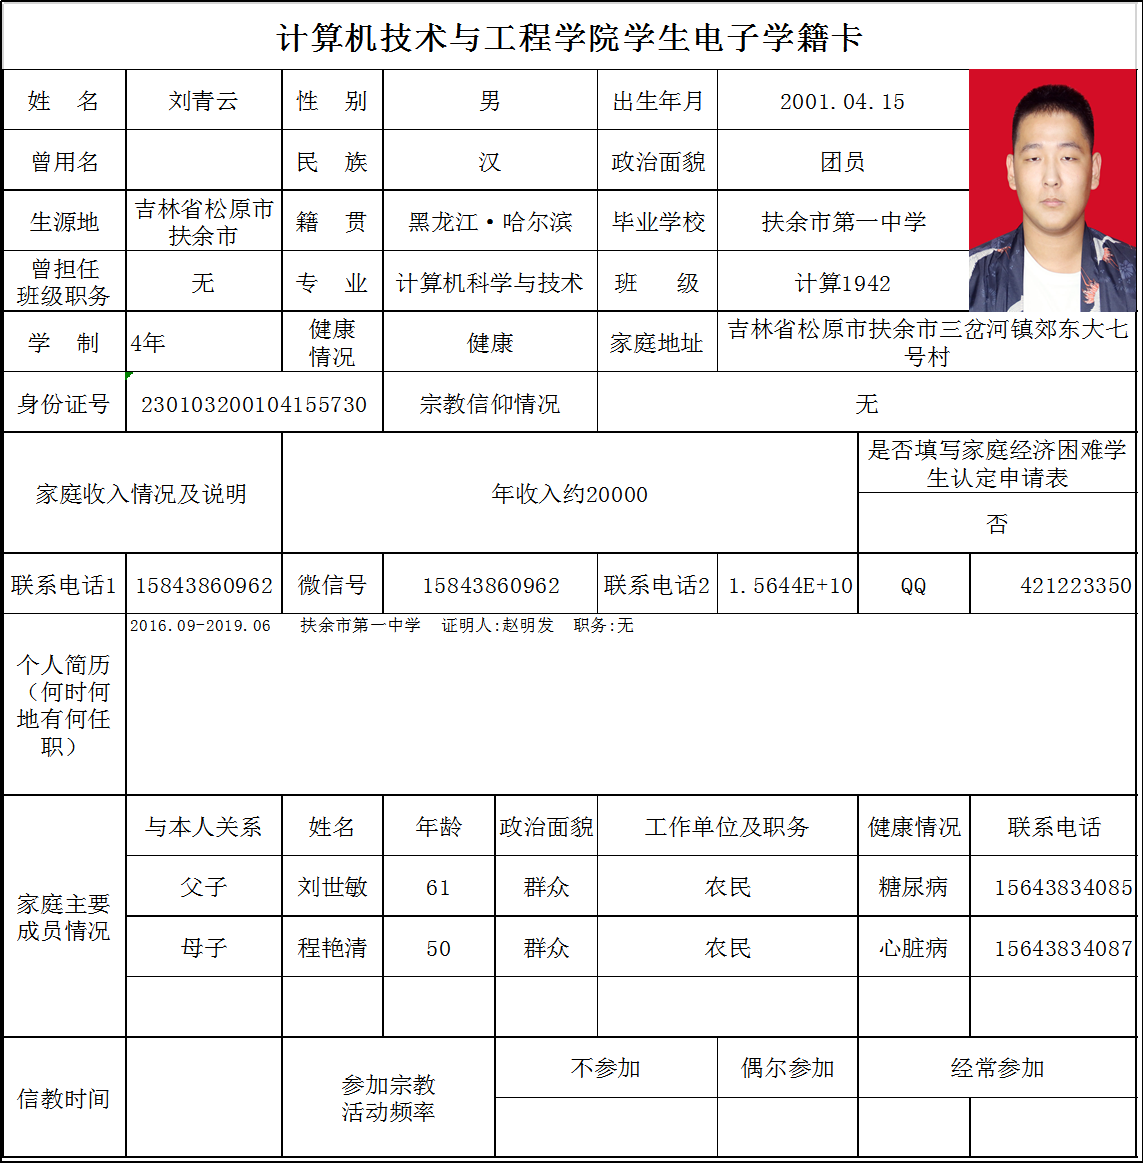 计算机技术与工程学院学生电子学籍卡
姓 名 刘青云 性 别 男 出生年月 2001.04.15
曾用名 民 族 汉 政治面貌 团员
生源地 吉林省松原市
扶余市 籍 贯 黑龙江·哈尔滨 毕业学校 扶余市第一中学
曾担任
班级职务 无 专 业 计算机科学与技术 班 级 计算1942
学 制 4年 健康
情况 健康 家庭地址 吉林省松原市扶余市三岔河镇郊东大七
号村
身份证号 230103200104155730 宗教信仰情况 无
家庭收入情况及说明 年收入约20000 是否填写家庭经济困难学
生认定申请表
否
联系电话1 15843860962 微信号 15843860962 联系电话2 1.5644E+10 QQ 421223350
个人简历
（何时何
地有何任
职）
2016.09-2019.06 扶余市第一中学 证明人:赵明发 职务:无
家庭主要
成员情况
与本人关系 姓名 年龄 政治面貌 工作单位及职务 健康情况 联系电话
父子 刘世敏 61 群众 农民 糖尿病 15643834085
母子 程艳清 50 群众 农民 心脏病 15643834087
信教时间 参加宗教
活动频率 不参加 偶尔参加 经常参加